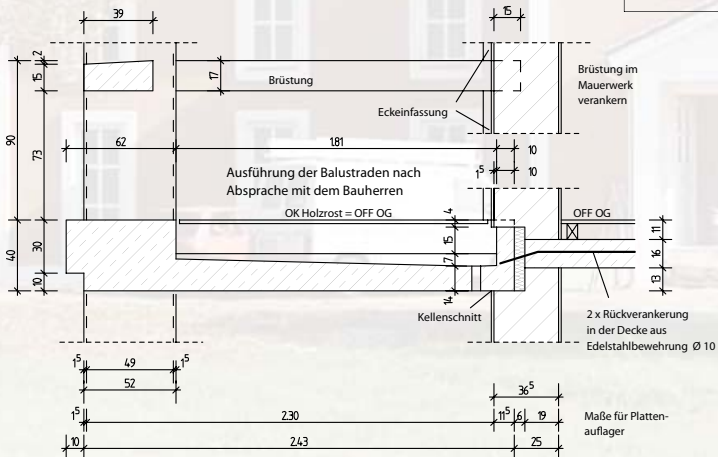 39
15
2
15
17
Brüstung
Brüstung im
Mauerwerk
verankern
Eckeinfassung
90
73
62
1.81
10
1⁵
10
Ausführung der Balustraden nach
Absprache mit dem Bauherren
OK Holzrost = OFF OG
4
OFF OG
40
30
10
15
7
14
11
16
13
Kellenschnitt
2 x Rückverankerung
in der Decke aus
Edelstahlbewehrung Ø 10
1⁵
49
1⁵
52
36⁵
1⁵
2.30
11⁵
6
19
Maße für Platten-
auflager
10
2.43
25